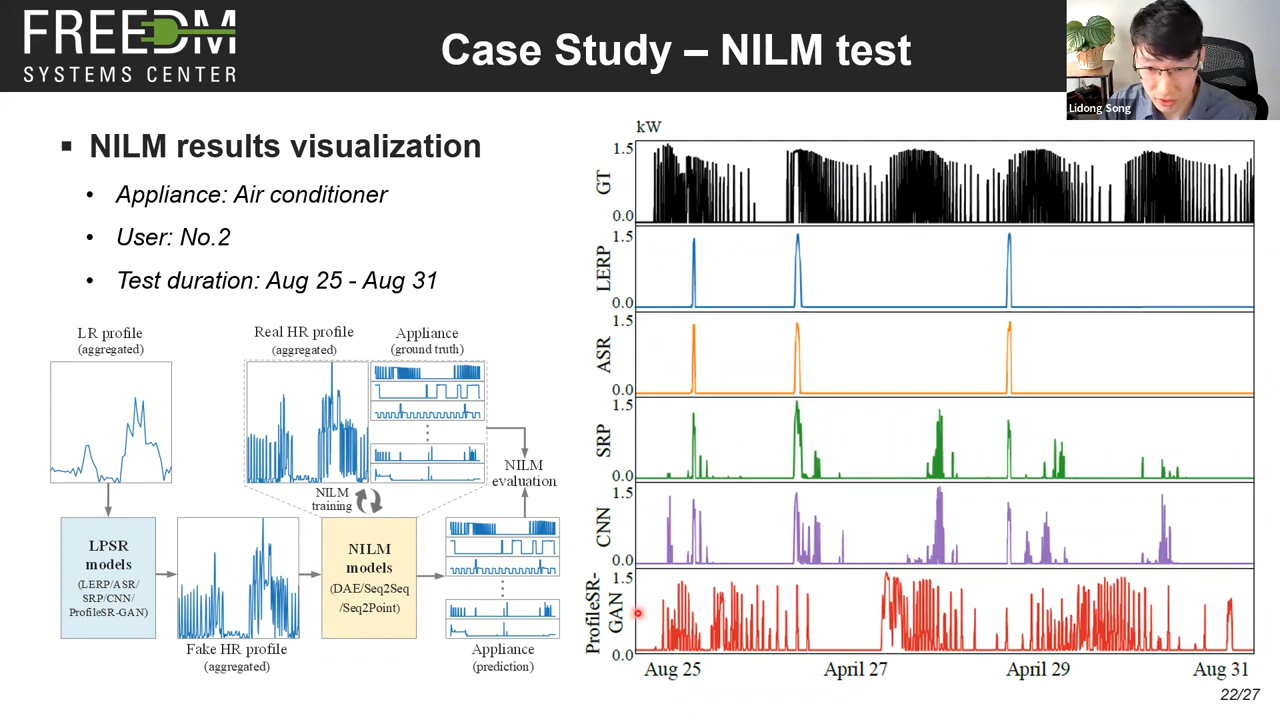 FREEDM
SYSTEMS CENTER
Case Study – NILM test
Lidong Song
▪ NILM results visualization
• Appliance: Air conditioner
• User: No.2
• Test duration: Aug 25 - Aug 31
LR profile
(aggregated)
Real HR profile
(aggregated)
Appliance
(ground truth)
NILM
training
NILM
evaluation
LPSR
models
(LERP/ASR/
SRP/CNN/
ProfileSR-GAN)
NILM
models
(DAE/Seq2Seq
/Seq2Point)
Fake HR profile
(aggregated)
Appliance
(prediction)
kW
GT
1.5
0.0
LERP
1.5
0.0
ASR
1.5
0.0
SRP
1.5
0.0
CNN
1.5
0.0
ProfileSR-
GAN
1.5
0.0
Aug 25
April 27
April 29
Aug 31
22/27